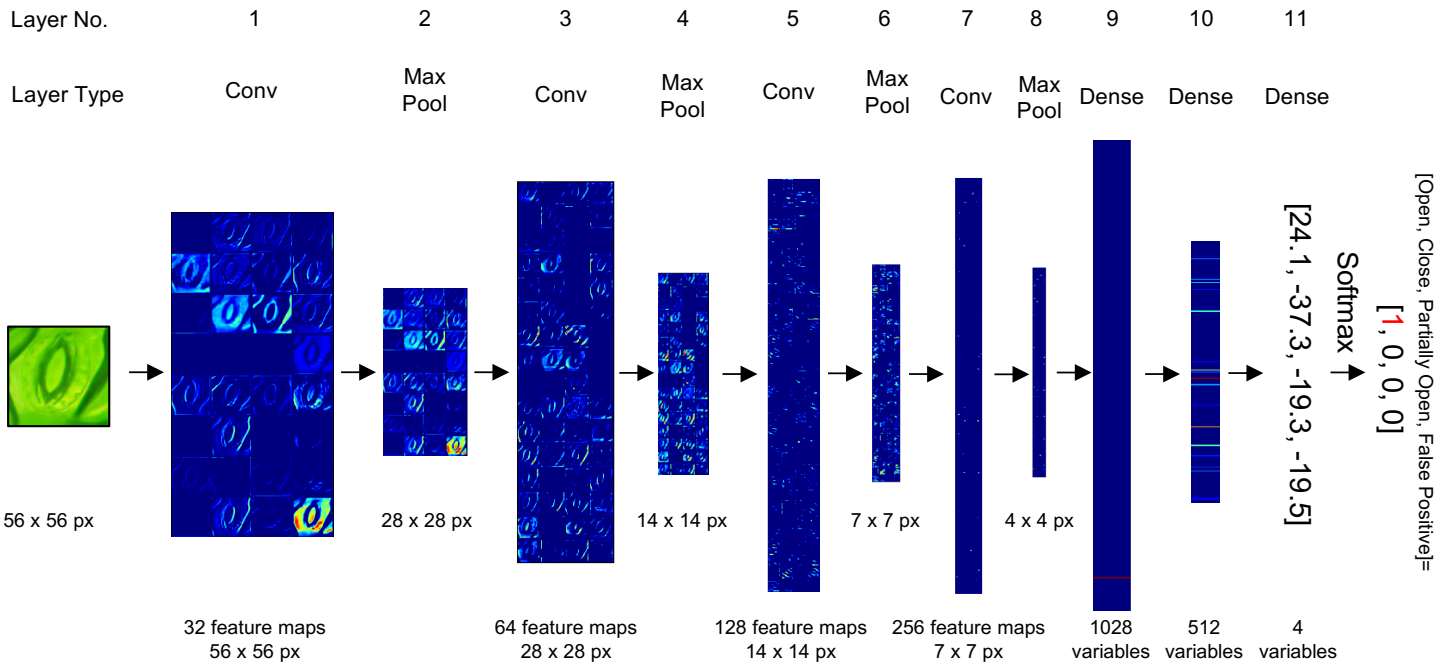 Layer No. 1 2 3 4 5 6 7 8 9 10 11
Layer Type Conv Max Pool Conv Max Pool Conv Max Pool Conv Max Pool Dense Dense Dense
56 x 56 px
28 x 28 px
14 x 14 px
7 x 7 px
4 x 4 px
32 feature maps
56 x 56 px
64 feature maps
28 x 28 px
128 feature maps
14 x 14 px
256 feature maps
7 x 7 px
1028
variables
512
variables
4
variables
[24.1, -37.3, -19.3, -19.5]
Softmax
[Open, Close, Partially Open, False Positive]=
[1, 0, 0, 0]